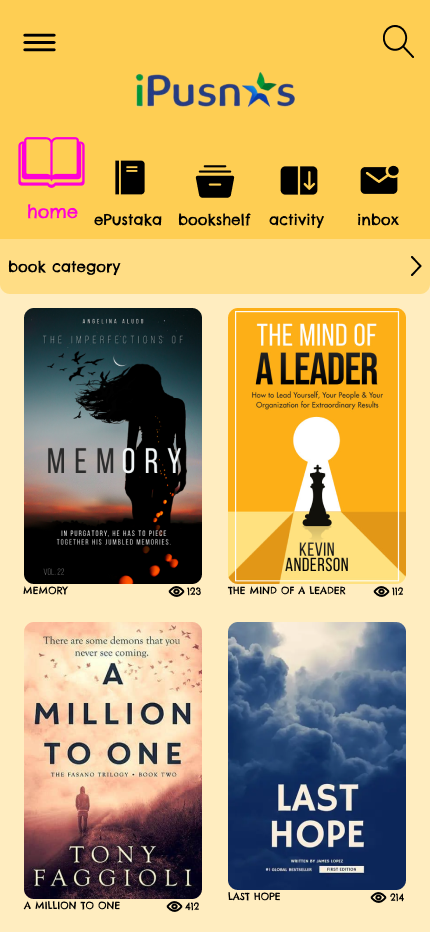 iPusnas
home
ePustaka
bookshelf
activity
inbox
book category
ANGELINA ALUDO
THE IMPERFECTIONS OF
MEMORY
IN PURGATORY, HE HAS TO PIECE
TOGETHER HIS JUMBLED MEMORIES.
VOL. 22
MEMORY
123
THE MIND OF
A LEADER
How to Lead Yourself, Your People & Your
Organization for Extraordinary Results
KEVIN
ANDERSON
THE MIND OF A LEADER
112
There are some demons that you
never see coming.
A
MILLION
TO ONE
THE FASANO TRILOGY • BOOK TWO
TONY
FAGGIOLI
A MILLION TO ONE
412
LAST
HOPE
WRITTEN BY JAMES LOPEZ
#1 GLOBAL BESTSELLER
FIRST EDITION
LAST HOPE
214